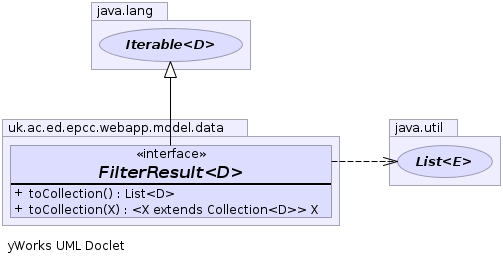 java.lang
Iterable<D>
uk.ac.ed.epcc.webapp.model.data
java.util
«interface»
FilterResult<D>
List<E>
+ toCollection() : List<D>
+ toCollection(X) : <X extends Collection<D>> X
yWorks UML Doclet